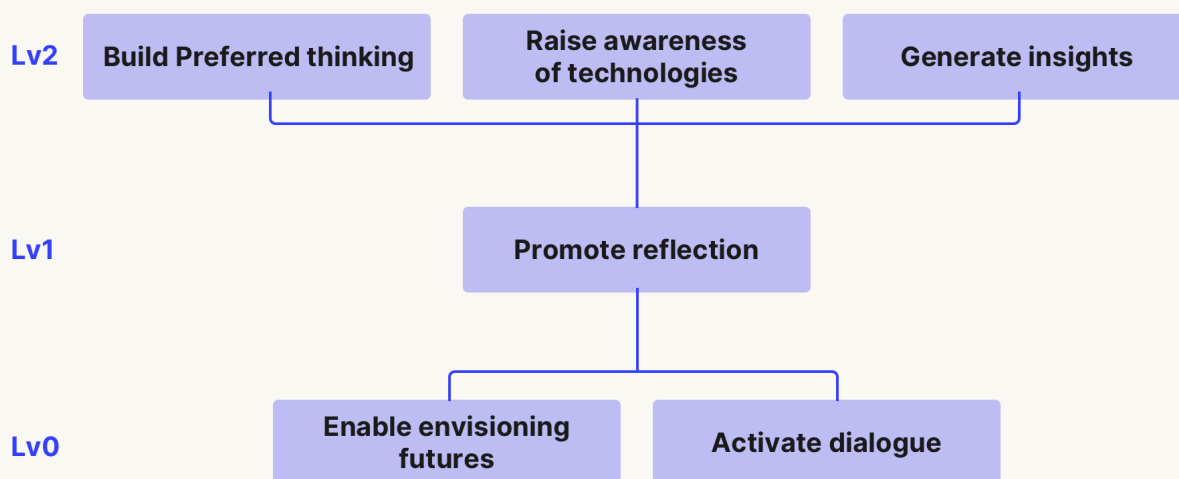 Lv2
Build Preferred thinking
Raise awareness
of technologies
Generate insights
Lv1
Promote reflection
Lv0
Enable envisioning
futures
Activate dialogue